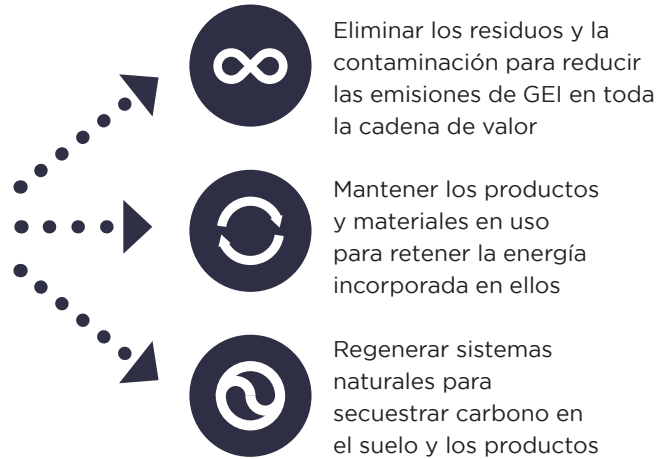 Eliminar los residuos y la
contaminación para reducir
las emisiones de GEI en toda
la cadena de valor
Mantener los productos
y materiales en uso
para retener la energía
incorporada en ellos
Regenerar sistemas
naturales para
secuestrar carbono en
el suelo y los productos